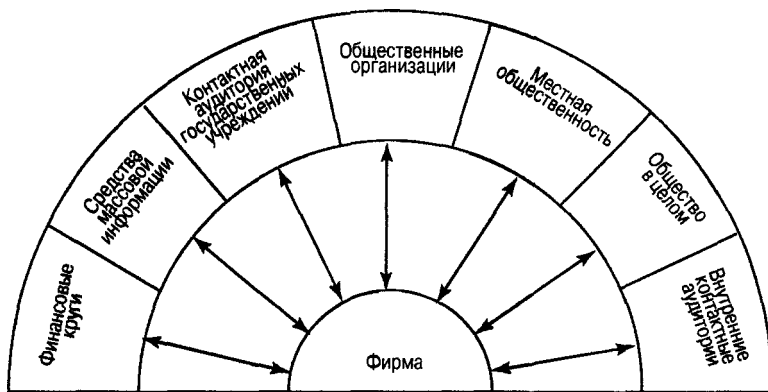 Финансовые
круги
Средства
массовой
информации
Контактная
аудитория
государственных
учреждений
Общественные
организации
Местная
общественность
Общество
в целом
Внутренние
контактные
аудитории
Фирма